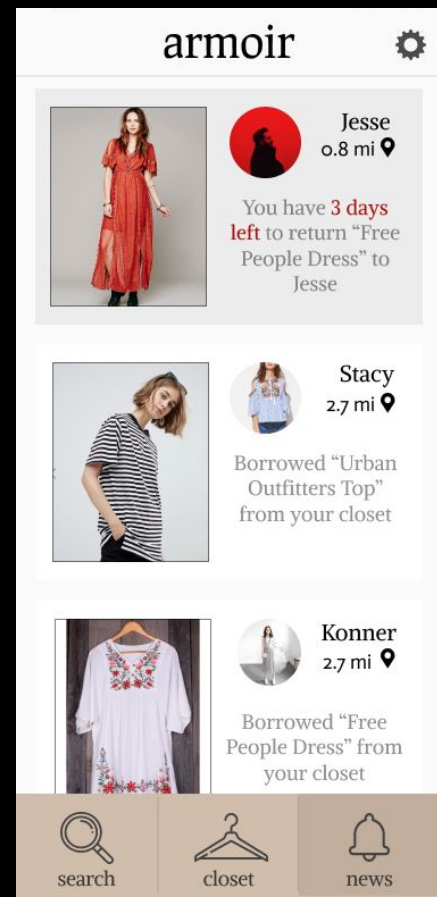 armoir
Jesse
0.8 mi
You have 3 days
left to return “Free
People Dress” to
Jesse
Stacy
2.7 mi
Borrowed “Urban
Outfitters Top”
from your closet
Konner
2.7 mi
Borrowed “Free
People Dress” from
your closet
search
closet
news